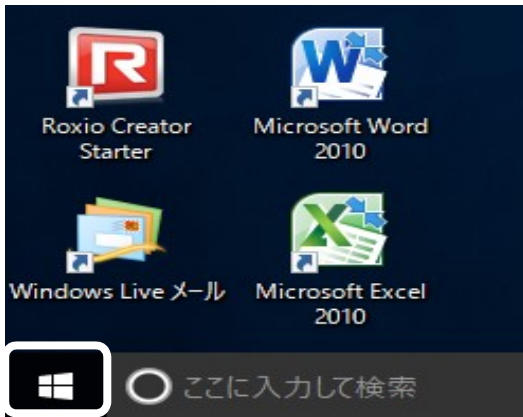 Roxio Creator
Starter
Microsoft Word
2010
Windows Live メール
Microsoft Excel
2010
ここに入力して検索